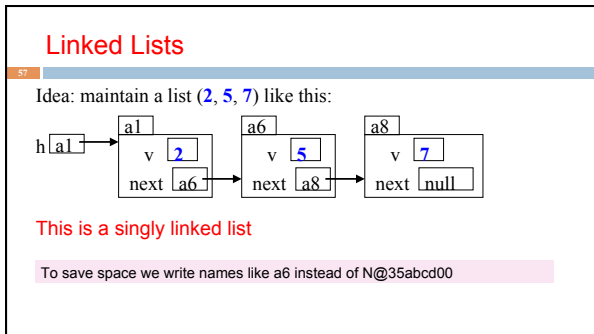 Linked Lists
57
Idea: maintain a list (2, 5, 7) like this:
a1 a6 a8
h a1 v 2 v 5 v 7
next a6 next a8 next null
This is a singly linked list
To save space we write names like a6 instead of N@35abcd00